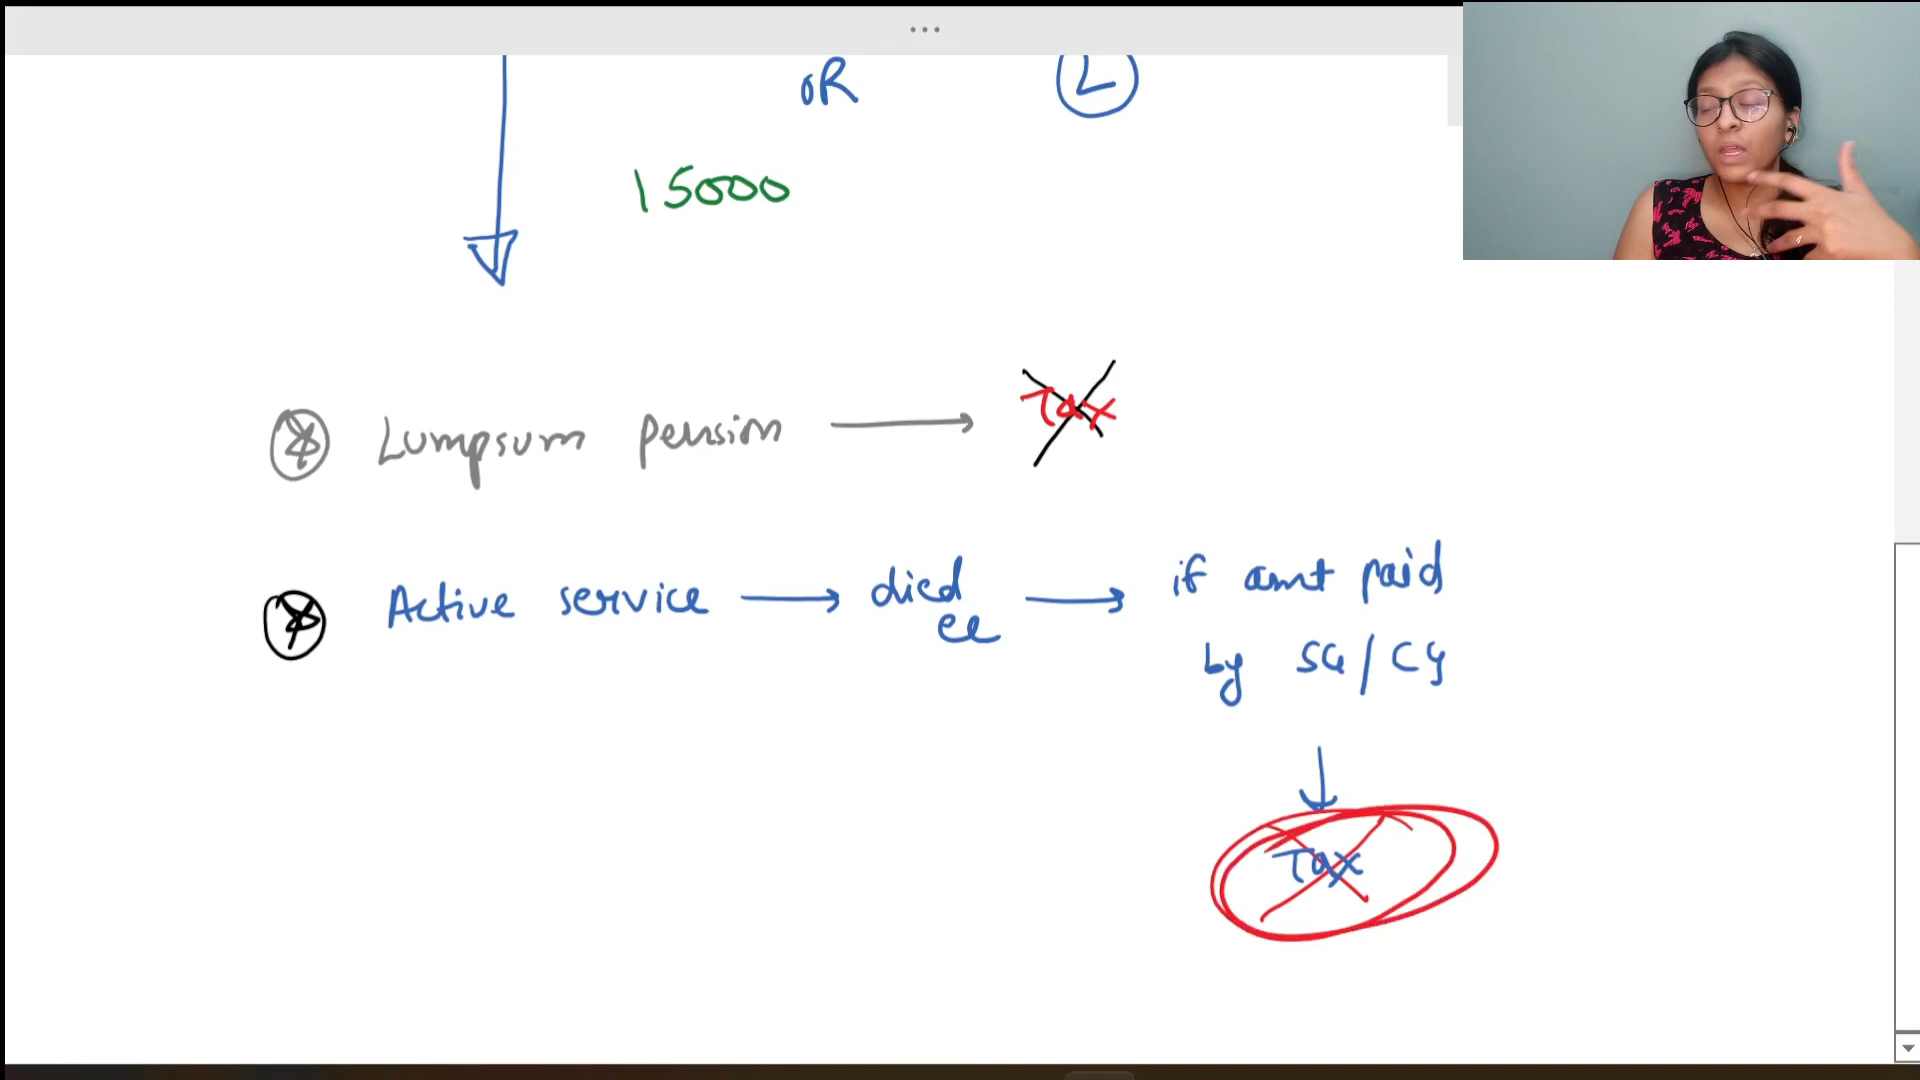 OR L
15000
Lumpsum pension → Tax
Active service → died → if amt paid
ee by SG/CG
Tax